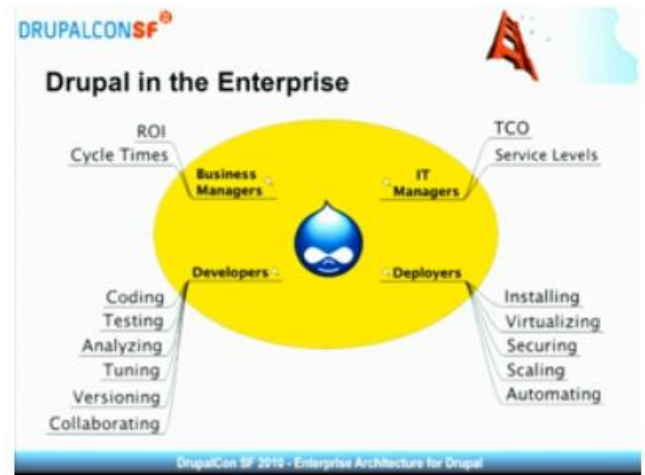 DRUPALCONSF
Drupal in the Enterprise
ROI
Cycle Times
Business
Managers
TCO
Service Levels
IT
Managers
Developers
Coding
Testing
Analyzing
Tuning
Versioning
Collaborating
Deployers
Installing
Virtualizing
Securing
Scaling
Automating
DrupalCon SF 2010 - Enterprise Architecture for Drupal